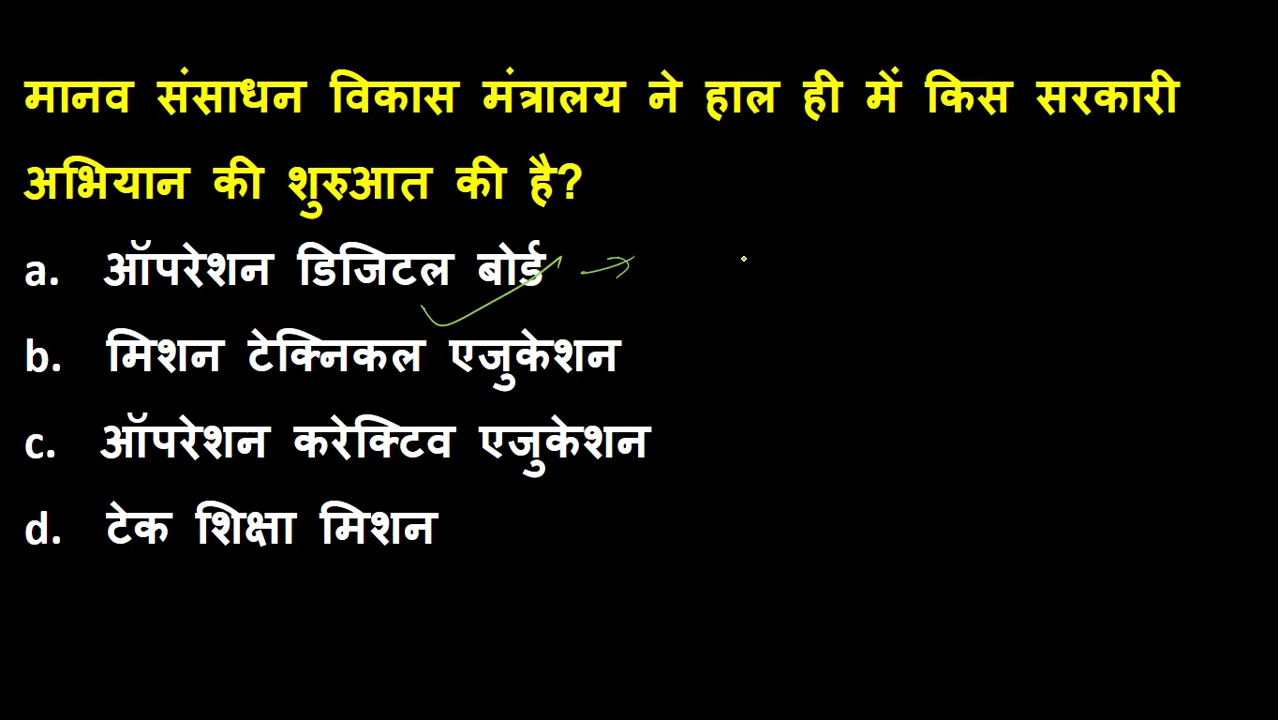 मानव संसाधन विकास मंत्रालय ने हाल ही में किस सरकारी
अभियान की शुरुआत की है?
a. ऑपरेशन डिजिटल बोर्ड
b. मिशन टेक्निकल एजुकेशन
c. ऑपरेशन करेक्टिव एजुकेशन
d. टेक शिक्षा मिशन